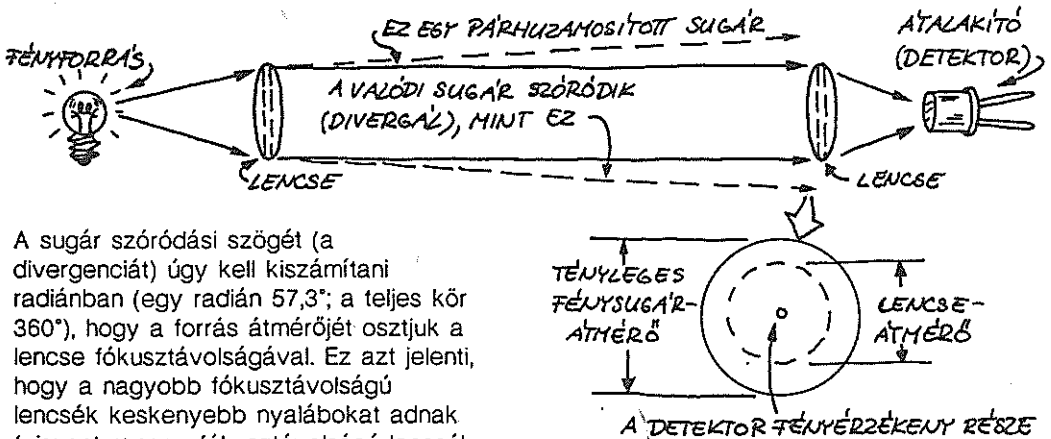 EZ EGY PÁRHUZAMOSÍTOTT SUGÁR
ÁTALAKÍTÓ
(DETEKTOR)
FÉNYFORRÁS
A VALÓDI SUGÁR SZÓRÓDIK
(DIVERGÁL), MINT EZ
LENCSE
LENCSE
A sugár szóródási szögét (a
divergenciát) úgy kell kiszámítani
radiánban (egy radián 57,3°; a teljes kör
360°), hogy a forrás átmérőjét osztjuk a
lencse fókusztávolságával. Ez azt jelenti,
hogy a nagyobb fókusztávolságú
lencsék keskenyebb nyalábokat adnak
TÉNYLEGES
FÉNYSUGÁR-
ÁTMÉRŐ
LENCSE-
ÁTMÉRŐ
A DETEKTOR FÉNYÉRZÉKENY RÉSZE